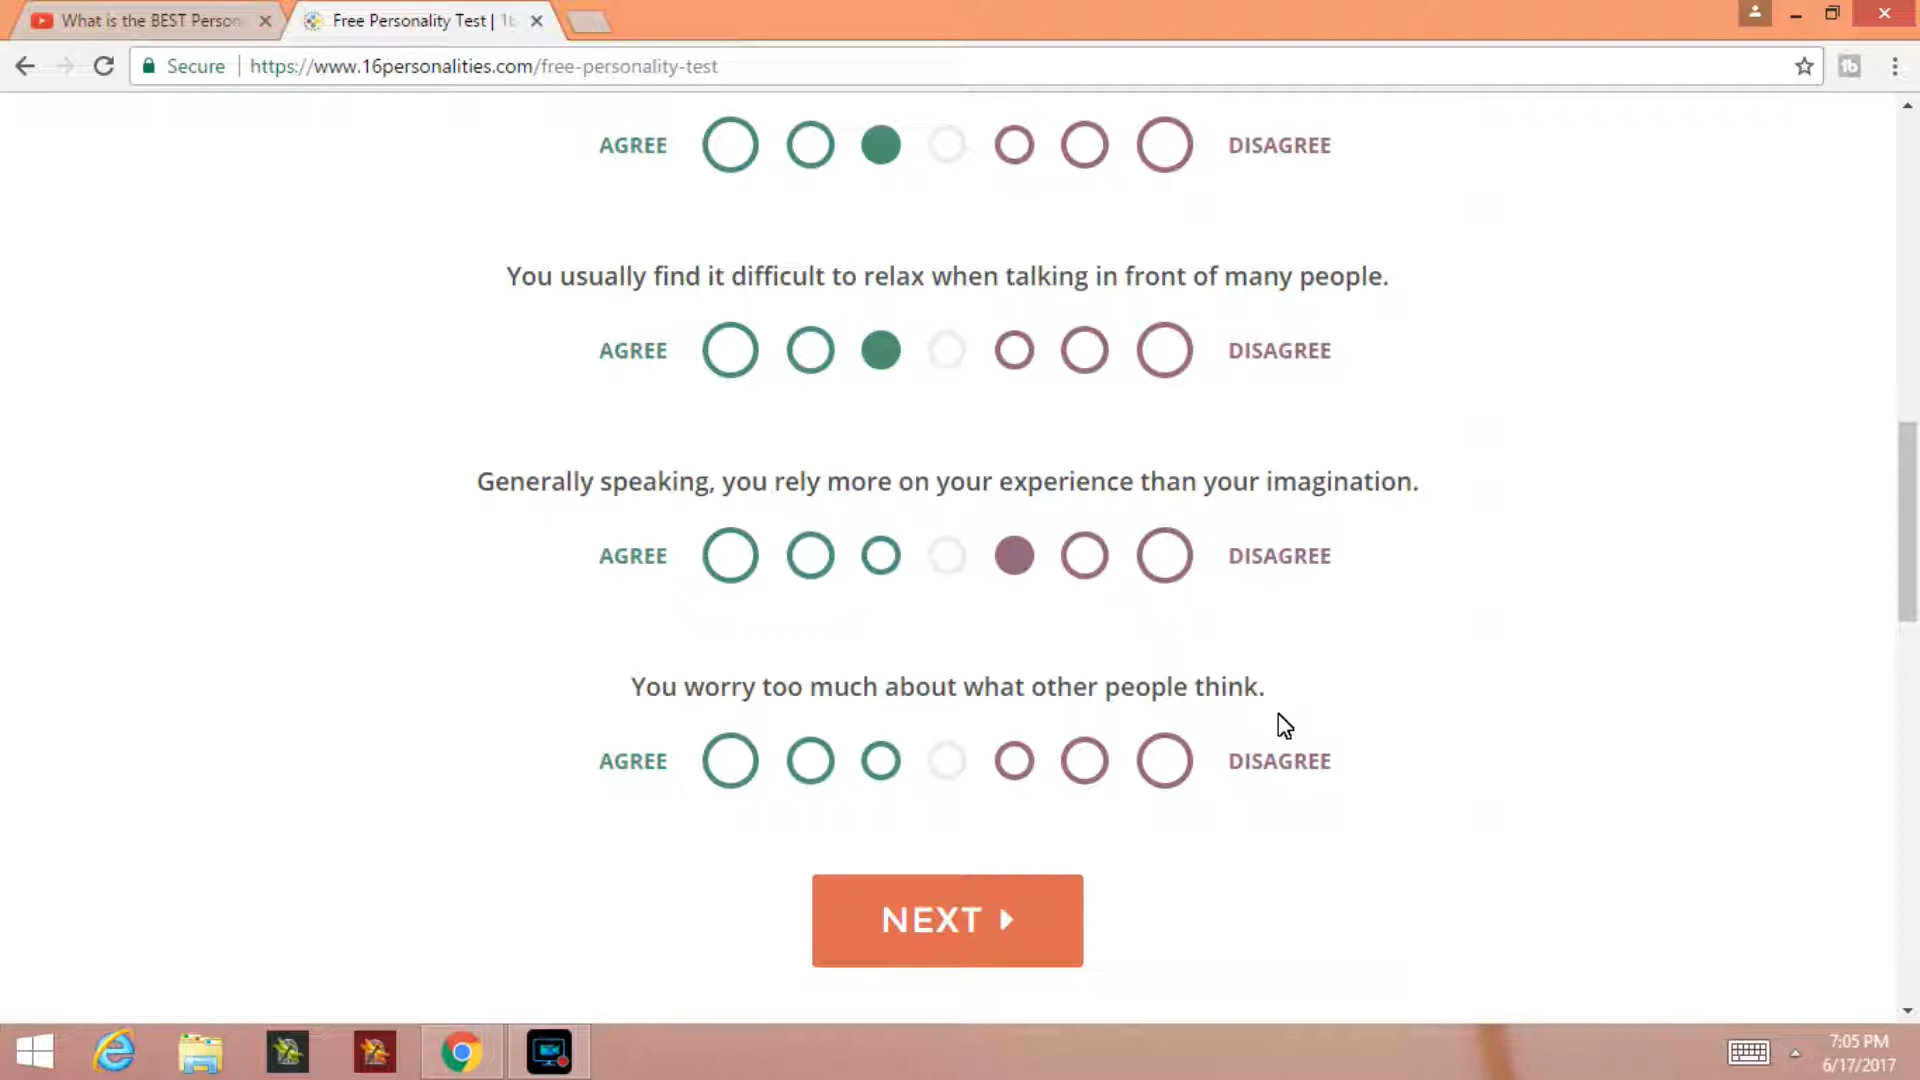 What is the BEST Person
Free Personality Test | 16
Secure
https://www.16personalities.com/free-personality-test
AGREE DISAGREE
You usually find it difficult to relax when talking in front of many people.
AGREE DISAGREE
Generally speaking, you rely more on your experience than your imagination.
AGREE DISAGREE
You worry too much about what other people think.
AGREE DISAGREE
NEXT
7:05 PM
6/17/2017